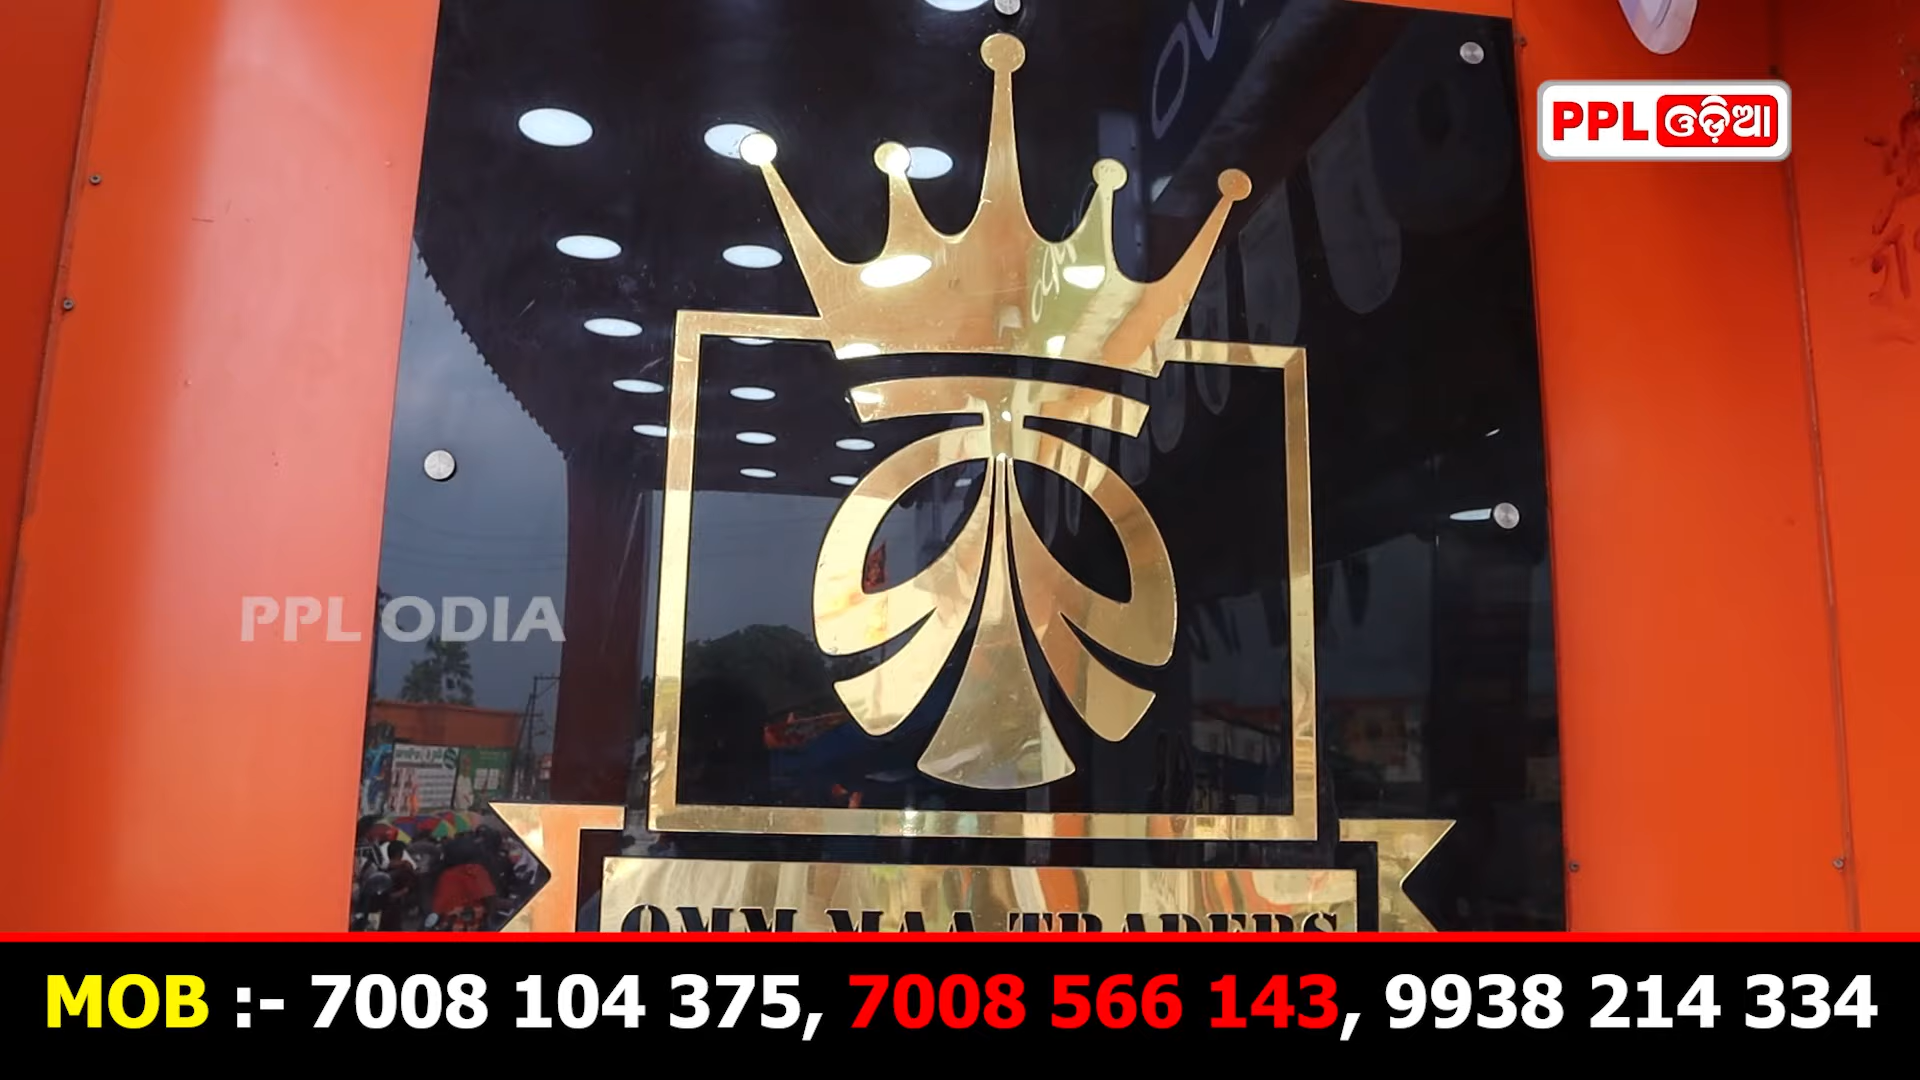 PPL ଓଡ଼ିଆ
PPL ODIA
OMM MAA TRADERS
MOB :- 7008 104 375, 7008 566 143, 9938 214 334